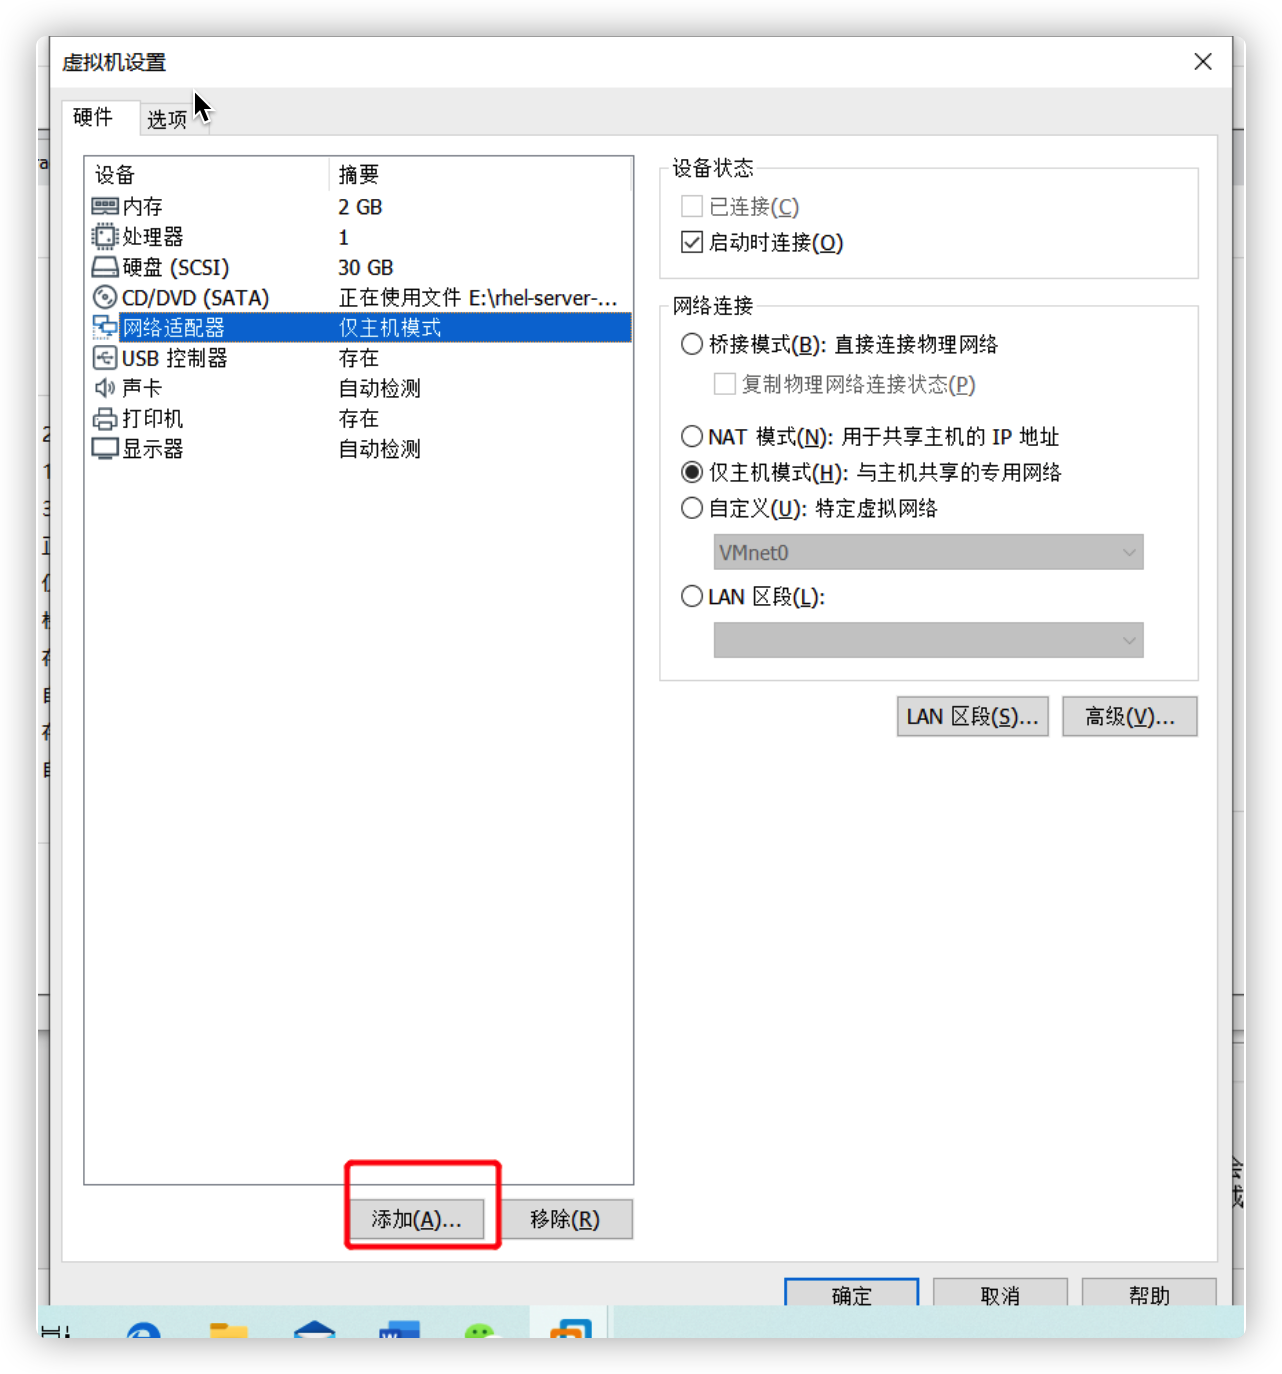 虚拟机设置
硬件
选项
设备 摘要
内存 2 GB
处理器 1
硬盘 (SCSI) 30 GB
CD/DVD (SATA) 正在使用文件 E:\rhel-server-...
网络适配器 仅主机模式
USB 控制器 存在
声卡 自动检测
打印机 存在
显示器 自动检测
添加(A)...
移除(R)
设备状态
已连接(C)
启动时连接(O)
网络连接
桥接模式(B): 直接连接物理网络
复制物理网络连接状态(P)
NAT 模式(N): 用于共享主机的 IP 地址
仅主机模式(H): 与主机共享的专用网络
自定义(U): 特定虚拟网络
VMnet0
LAN 区段(L):
LAN 区段(S)...
高级(V)...
确定
取消
帮助